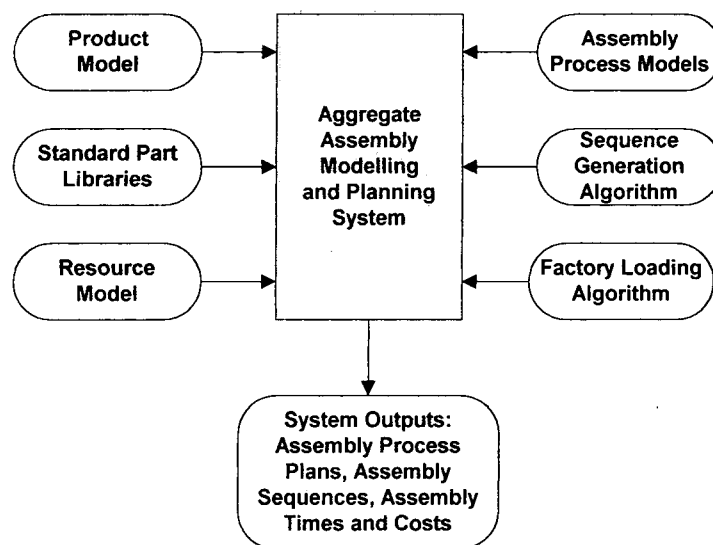 Product
Model
Standard Part
Libraries
Resource
Model
Aggregate
Assembly
Modelling
and Planning
System
Assembly
Process Models
Sequence
Generation
Algorithm
Factory Loading
Algorithm
System Outputs:
Assembly Process
Plans, Assembly
Sequences, Assembly
Times and Costs